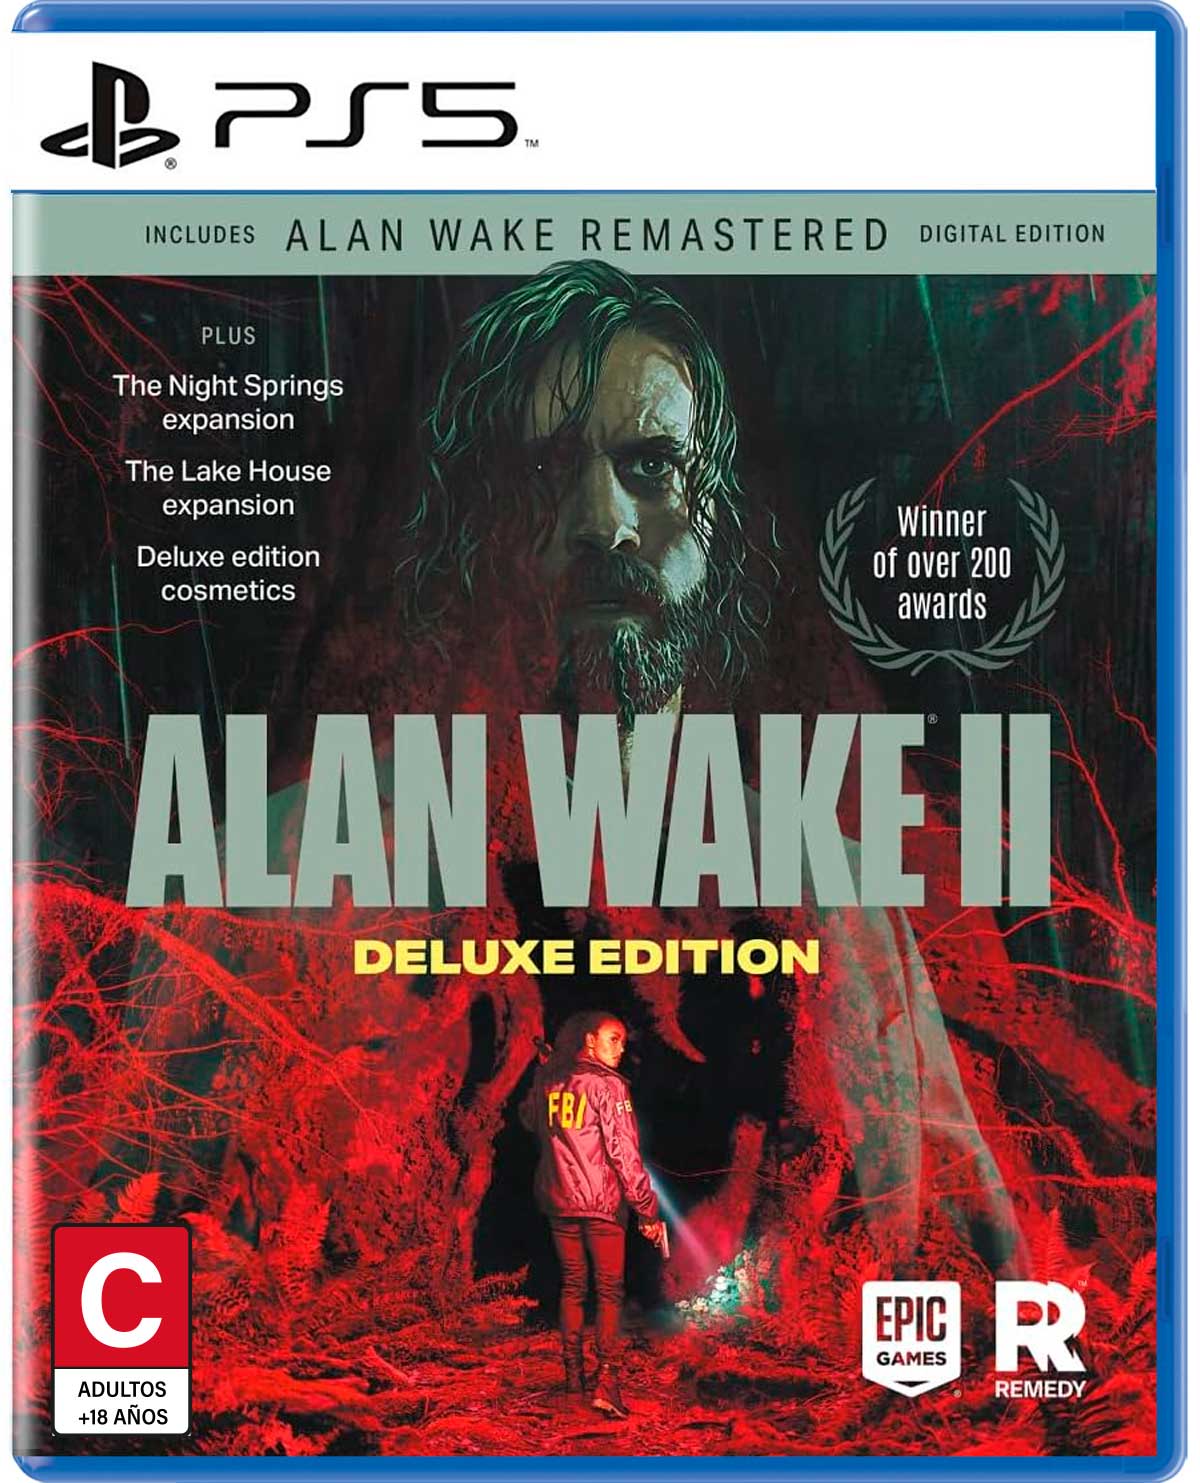 PS5™
INCLUDES ALAN WAKE REMASTERED DIGITAL EDITION
PLUS
The Night Springs
expansion
The Lake House
expansion
Deluxe edition
cosmetics
Winner
of over 200
awards
ALAN WAKE® II
DELUXE EDITION
FBI
FB
C
ADULTOS
+18 AÑOS
EPIC
GAMES
R
REMEDY